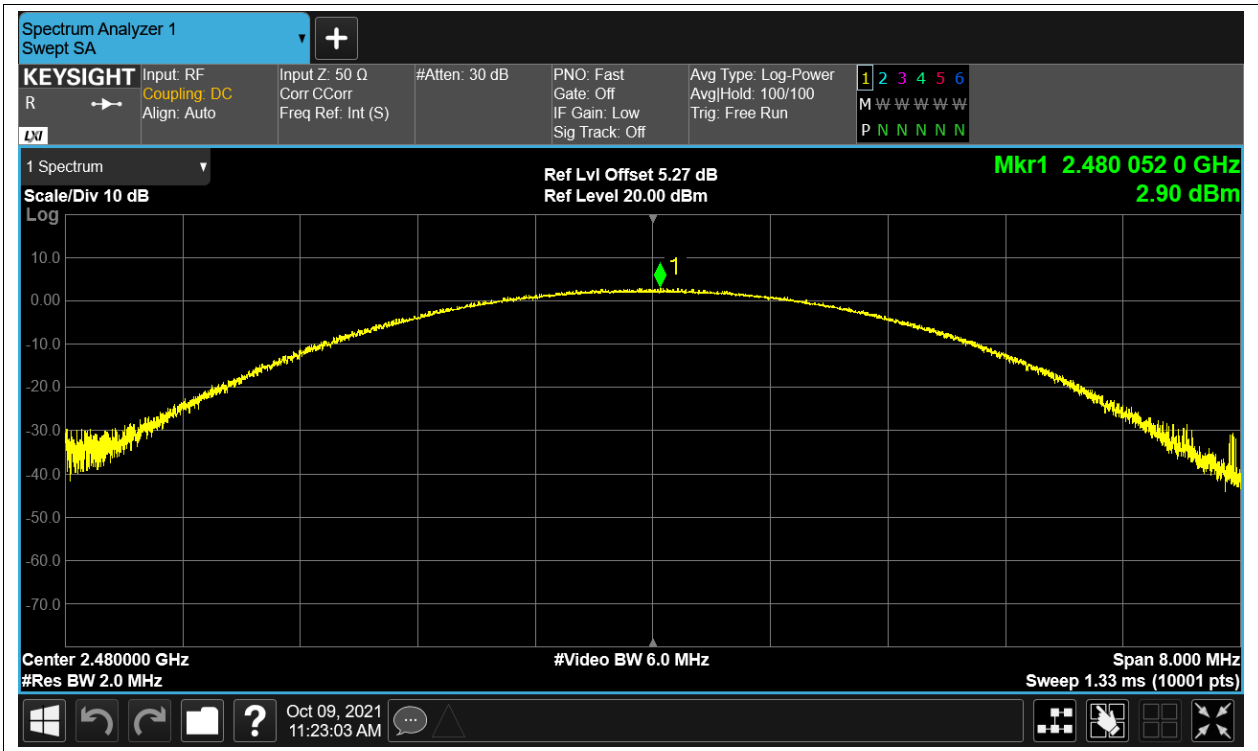 Spectrum Analyzer 1
Swept SA
KEYSIGHT
R
LXI
Input: RF
Coupling: DC
Align: Auto
Input Z: 50 Ω
Corr CCorr
Freq Ref: Int (S)
#Atten: 30 dB
PNO: Fast
Gate: Off
IF Gain: Low
Sig Track: Off
Avg Type: Log-Power
Avg|Hold: 100/100
Trig: Free Run
1 2 3 4 5 6
M W W W W W W
P N N N N N N
1 Spectrum
Scale/Div 10 dB
Log
Ref Lvl Offset 5.27 dB
Ref Level 20.00 dBm
Mkr1 2.480 052 0 GHz
2.90 dBm
1
10.0
0.00
-10.0
-20.0
-30.0
-40.0
-50.0
-60.0
-70.0
Center 2.480000 GHz
#Res BW 2.0 MHz
#Video BW 6.0 MHz
Span 8.000 MHz
Sweep 1.33 ms (10001 pts)
?
Oct 09, 2021
11:23:03 AM